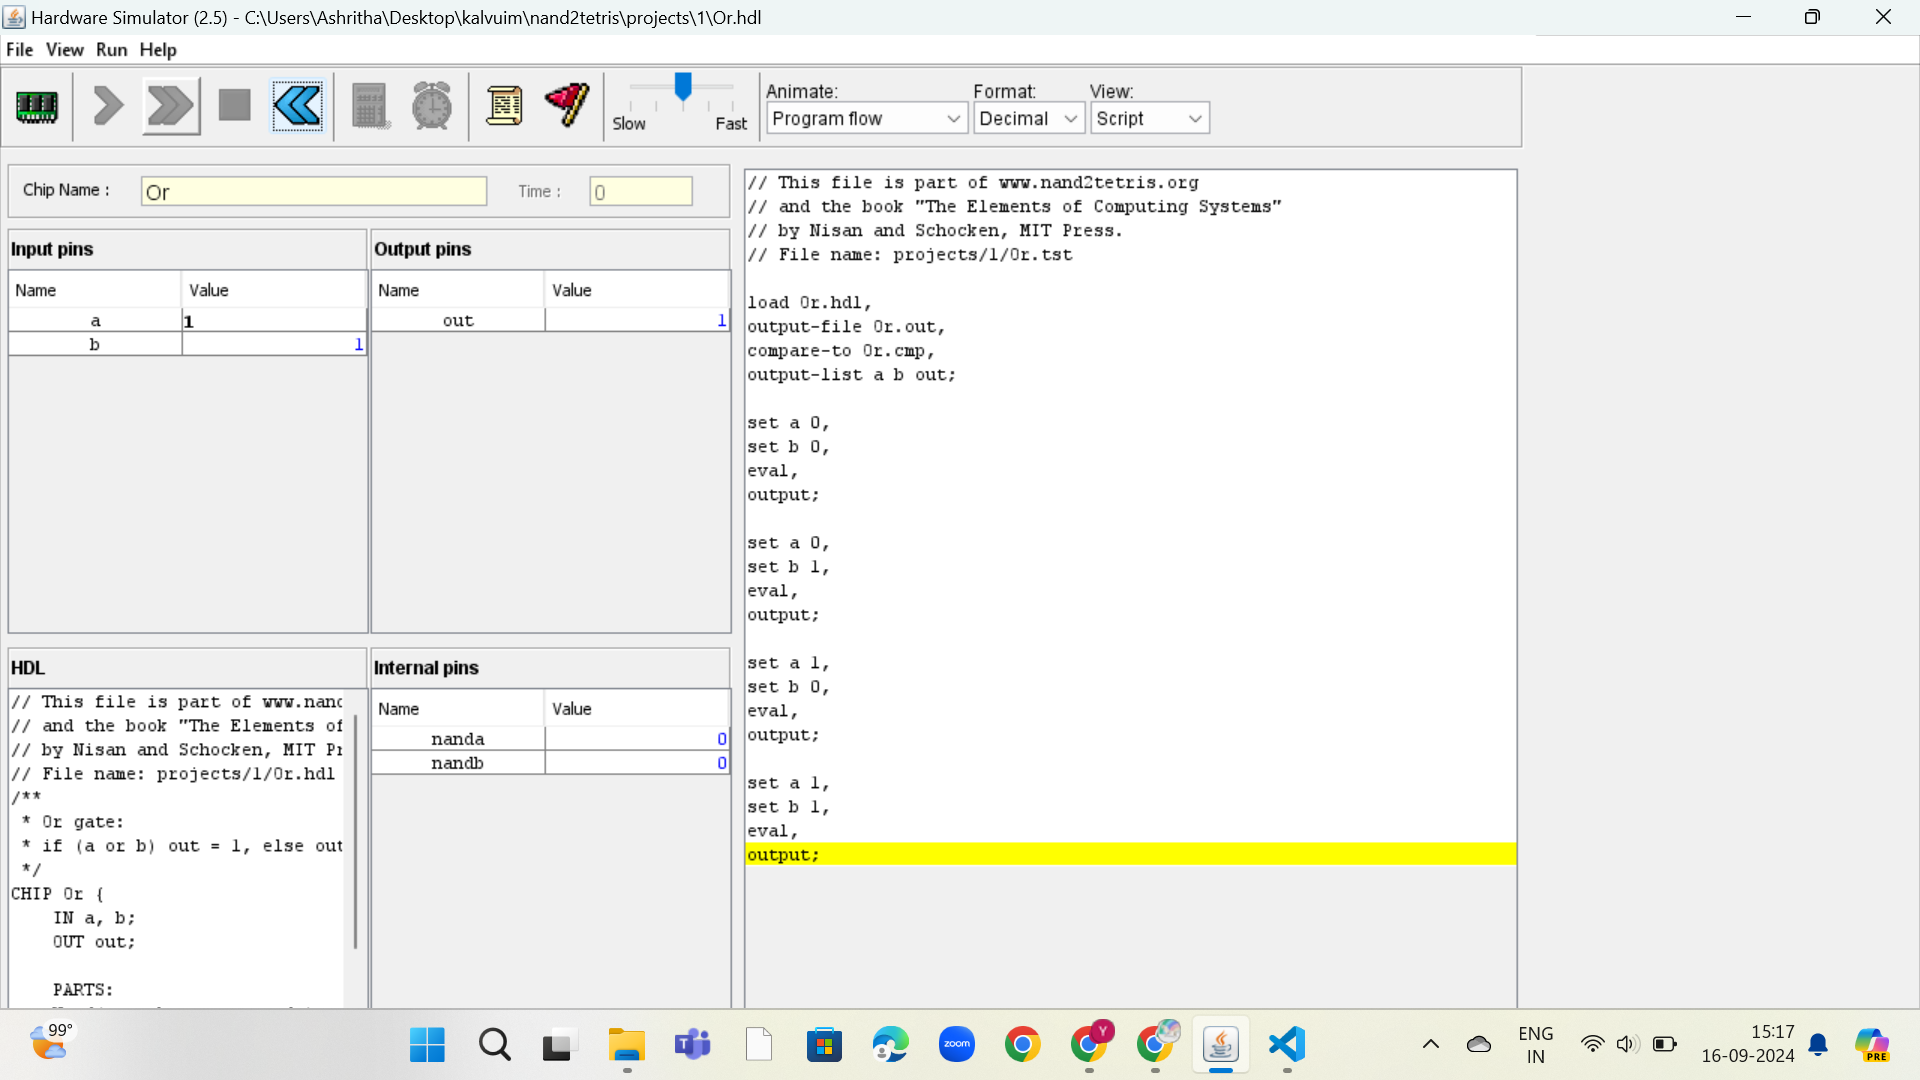 Hardware Simulator (2.5) - C:\Users\Ashritha\Desktop\kalvuim\nand2tetris\projects\1\Or.hdl
File View Run Help
Slow Fast
Animate: Format: View:
Program flow Decimal Script
Chip Name : Or Time : 0
Input pins
Name Value
a 1
b 1
Output pins
Name Value
out 1
HDL
// This file is part of www.nand
// and the book "The Elements of
// by Nisan and Schocken, MIT Pr
// File name: projects/1/Or.hdl
/**
* Or gate:
* if (a or b) out = 1, else out
*/
CHIP Or {
IN a, b;
OUT out;
PARTS:
Internal pins
Name Value
nanda 0
nandb 0
// This file is part of www.nand2tetris.org
// and the book "The Elements of Computing Systems"
// by Nisan and Schocken, MIT Press.
// File name: projects/1/Or.tst
load Or.hdl,
output-file Or.out,
compare-to Or.cmp,
output-list a b out;
set a 0,
set b 0,
eval,
output;
set a 0,
set b 1,
eval,
output;
set a 1,
set b 0,
eval,
output;
set a 1,
set b 1,
eval,
output;
99°
zoom
Y
ENG
IN
15:17
16-09-2024
PRE